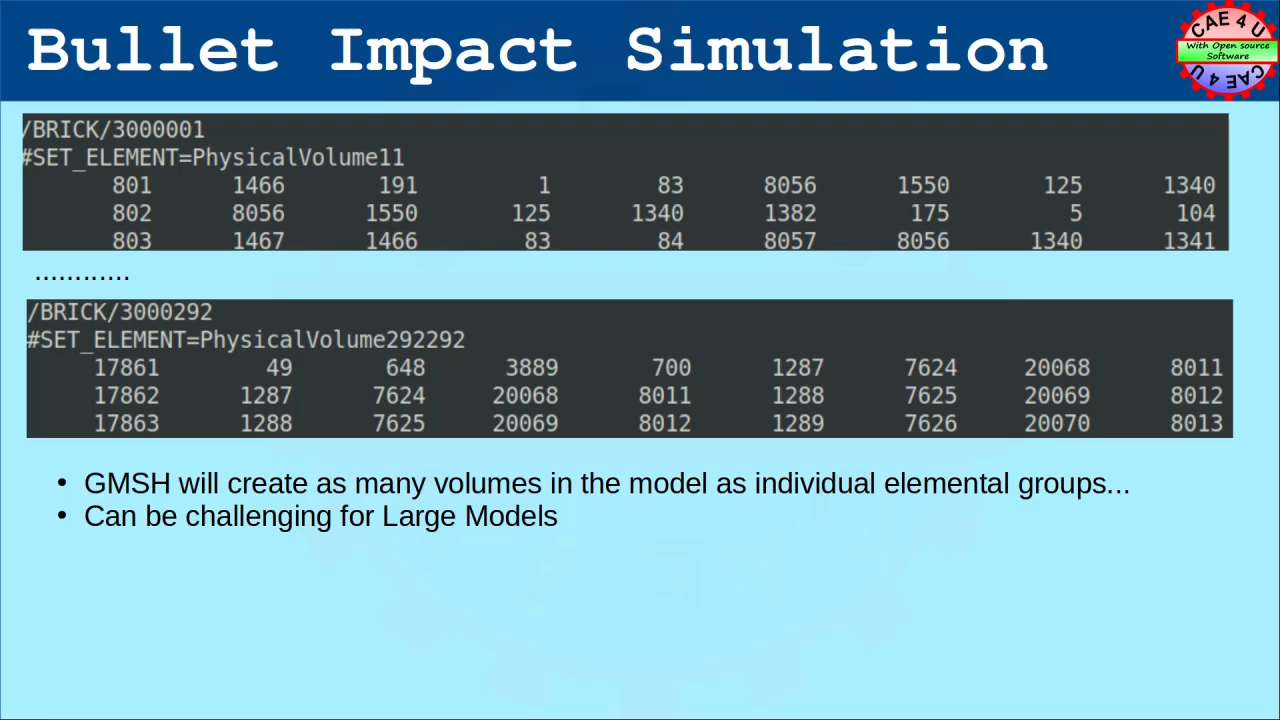 Bullet Impact Simulation
CAE 4 U
With Open source
Software
CAE 4 U
/BRICK/3000001
#SET_ELEMENT=PhysicalVolume11
801 1466 191 1 83 8056 1550 125 1340
802 8056 1550 125 1340 1382 175 5 104
803 1467 1466 83 84 8057 8056 1340 1341
............
/BRICK/3000292
#SET_ELEMENT=PhysicalVolume292292
17861 49 648 3889 700 1287 7624 20068 8011
17862 1287 7624 20068 8011 1288 7625 20069 8012
17863 1288 7625 20069 8012 1289 7626 20070 8013
• GMSH will create as many volumes in the model as individual elemental groups...
• Can be challenging for Large Models